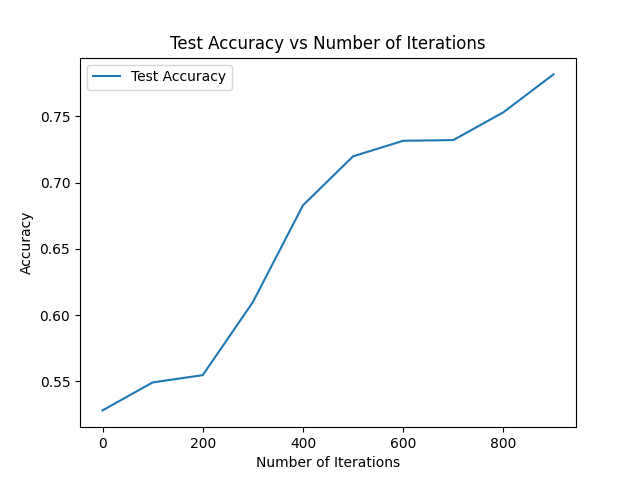 Test Accuracy vs Number of Iterations
Test Accuracy
0.75
0.70
0.65
0.60
0.55
Accuracy
0 200 400 600 800
Number of Iterations